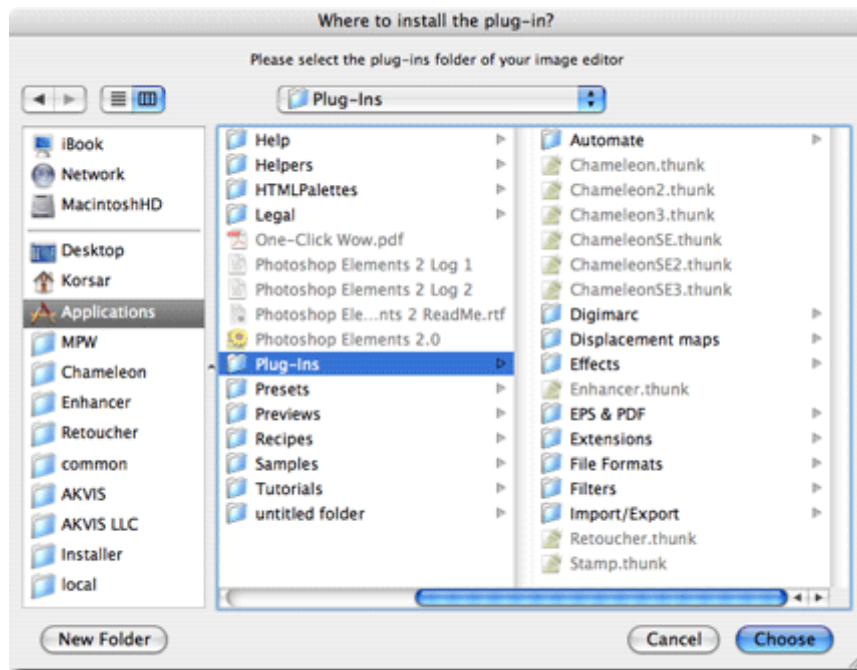 Where to install the plug-in?
Please select the plug-ins folder of your image editor
Plug-Ins
iBook
Network
MacintoshHD
Desktop
Korsar
Applications
MPW
Chameleon
Enhancer
Retoucher
common
AKVIS
AKVIS LLC
Installer
local
Help
Helpers
HTMLPalettes
Legal
One-Click Wow.pdf
Photoshop Elements 2 Log 1
Photoshop Elements 2 Log 2
Photoshop Ele...nts 2 ReadMe.rtf
Photoshop Elements 2.0
Plug-Ins
Presets
Previews
Recipes
Samples
Tutorials
untitled folder
Automate
Chameleon.thunk
Chameleon2.thunk
Chameleon3.thunk
ChameleonSE.thunk
ChameleonSE2.thunk
ChameleonSE3.thunk
Digimarc
Displacement maps
Effects
Enhancer.thunk
EPS & PDF
Extensions
File Formats
Filters
Import/Export
Retoucher.thunk
Stamp.thunk
New Folder
Cancel
Choose